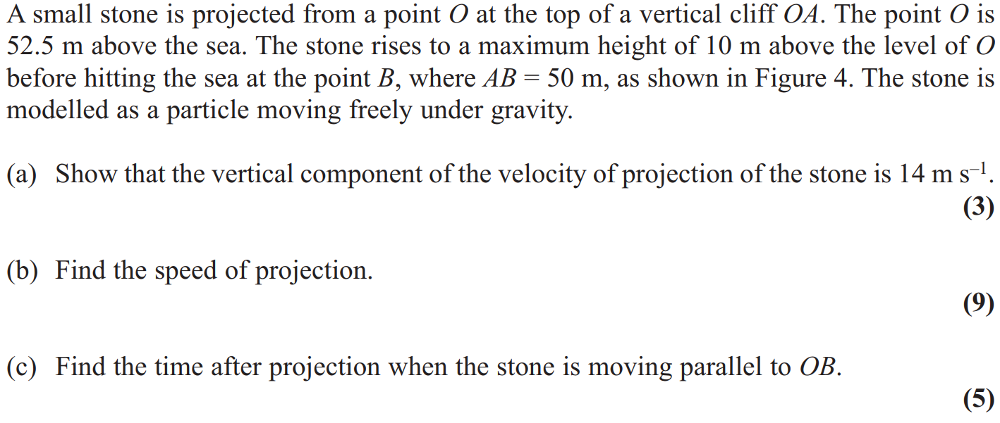 A small stone is projected from a point O at the top of a vertical cliff OA. The point O is
52.5 m above the sea. The stone rises to a maximum height of 10 m above the level of O
before hitting the sea at the point B, where AB = 50 m, as shown in Figure 4. The stone is
modelled as a particle moving freely under gravity.
(a) Show that the vertical component of the velocity of projection of the stone is 14 m s⁻¹.
(3)
(b) Find the speed of projection.
(9)
(c) Find the time after projection when the stone is moving parallel to OB.
(5)